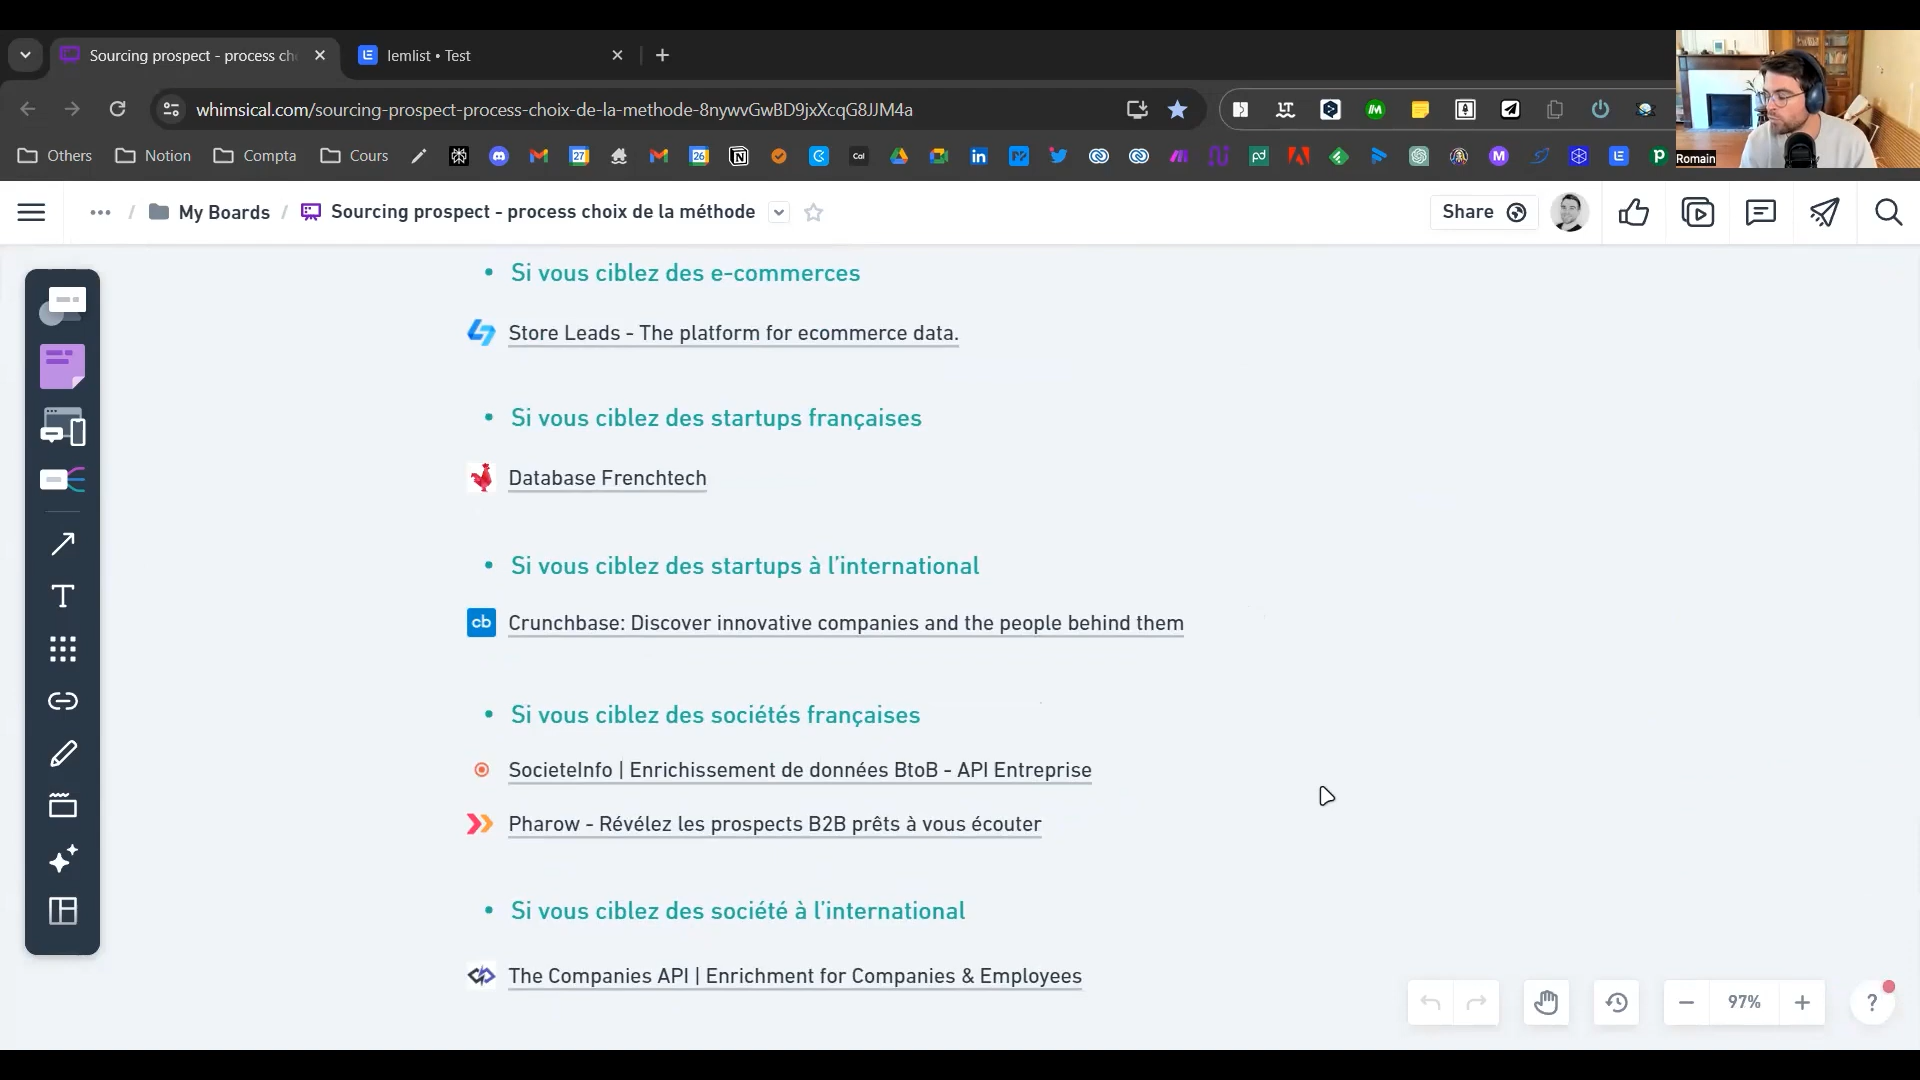 Sourcing prospect - process ch
lemlist • Test
whimsical.com/sourcing-prospect-process-choix-de-la-methode-8nywvGwBD9jxXcqG8JJM4a
Others
Notion
Compta
Cours
Romain
My Boards / Sourcing prospect - process choix de la méthode
Share
• Si vous ciblez des e-commerces
Store Leads - The platform for ecommerce data.
• Si vous ciblez des startups françaises
Database Frenchtech
• Si vous ciblez des startups à l’international
cb Crunchbase: Discover innovative companies and the people behind them
• Si vous ciblez des sociétés françaises
SocieteInfo | Enrichissement de données BtoB - API Entreprise
Pharow - Révélez les prospects B2B prêts à vous écouter
• Si vous ciblez des société à l’international
The Companies API | Enrichment for Companies & Employees
97%
?